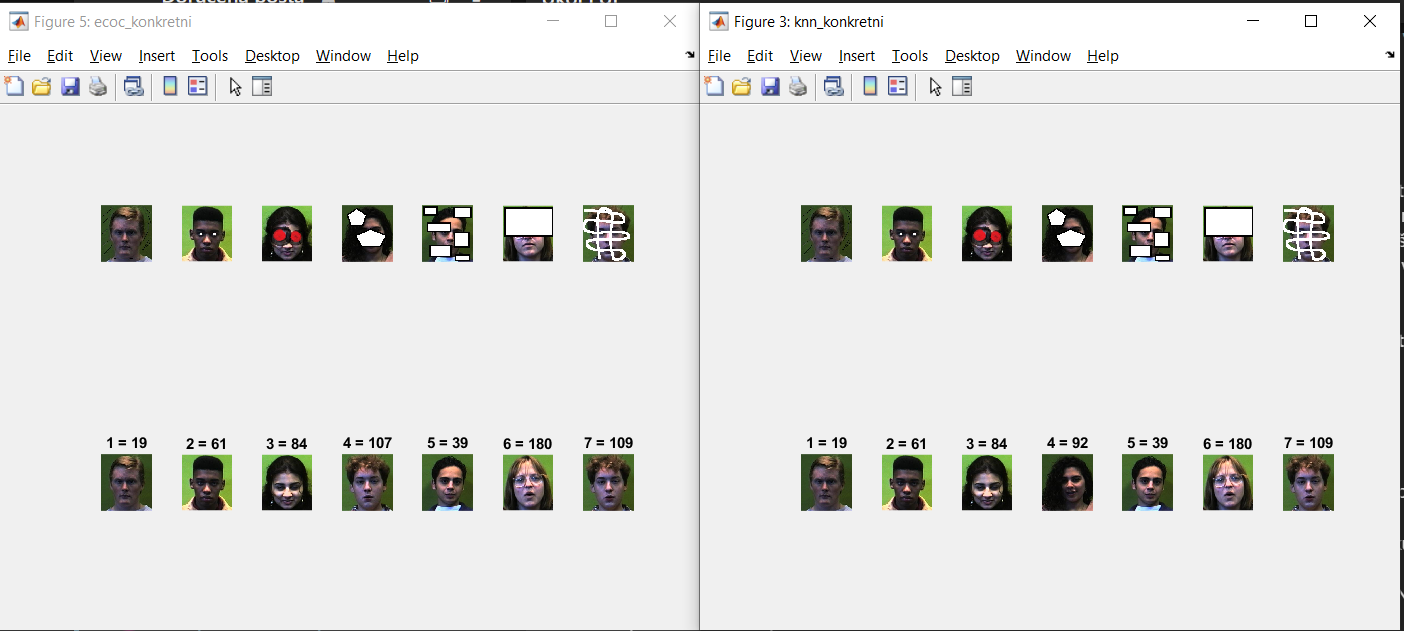 Figure 5: ecoc_konkretni
File Edit View Insert Tools Desktop Window Help
1 = 19 2 = 61 3 = 84 4 = 107 5 = 39 6 = 180 7 = 109
Figure 3: knn_konkretni
File Edit View Insert Tools Desktop Window Help
1 = 19 2 = 61 3 = 84 4 = 92 5 = 39 6 = 180 7 = 109